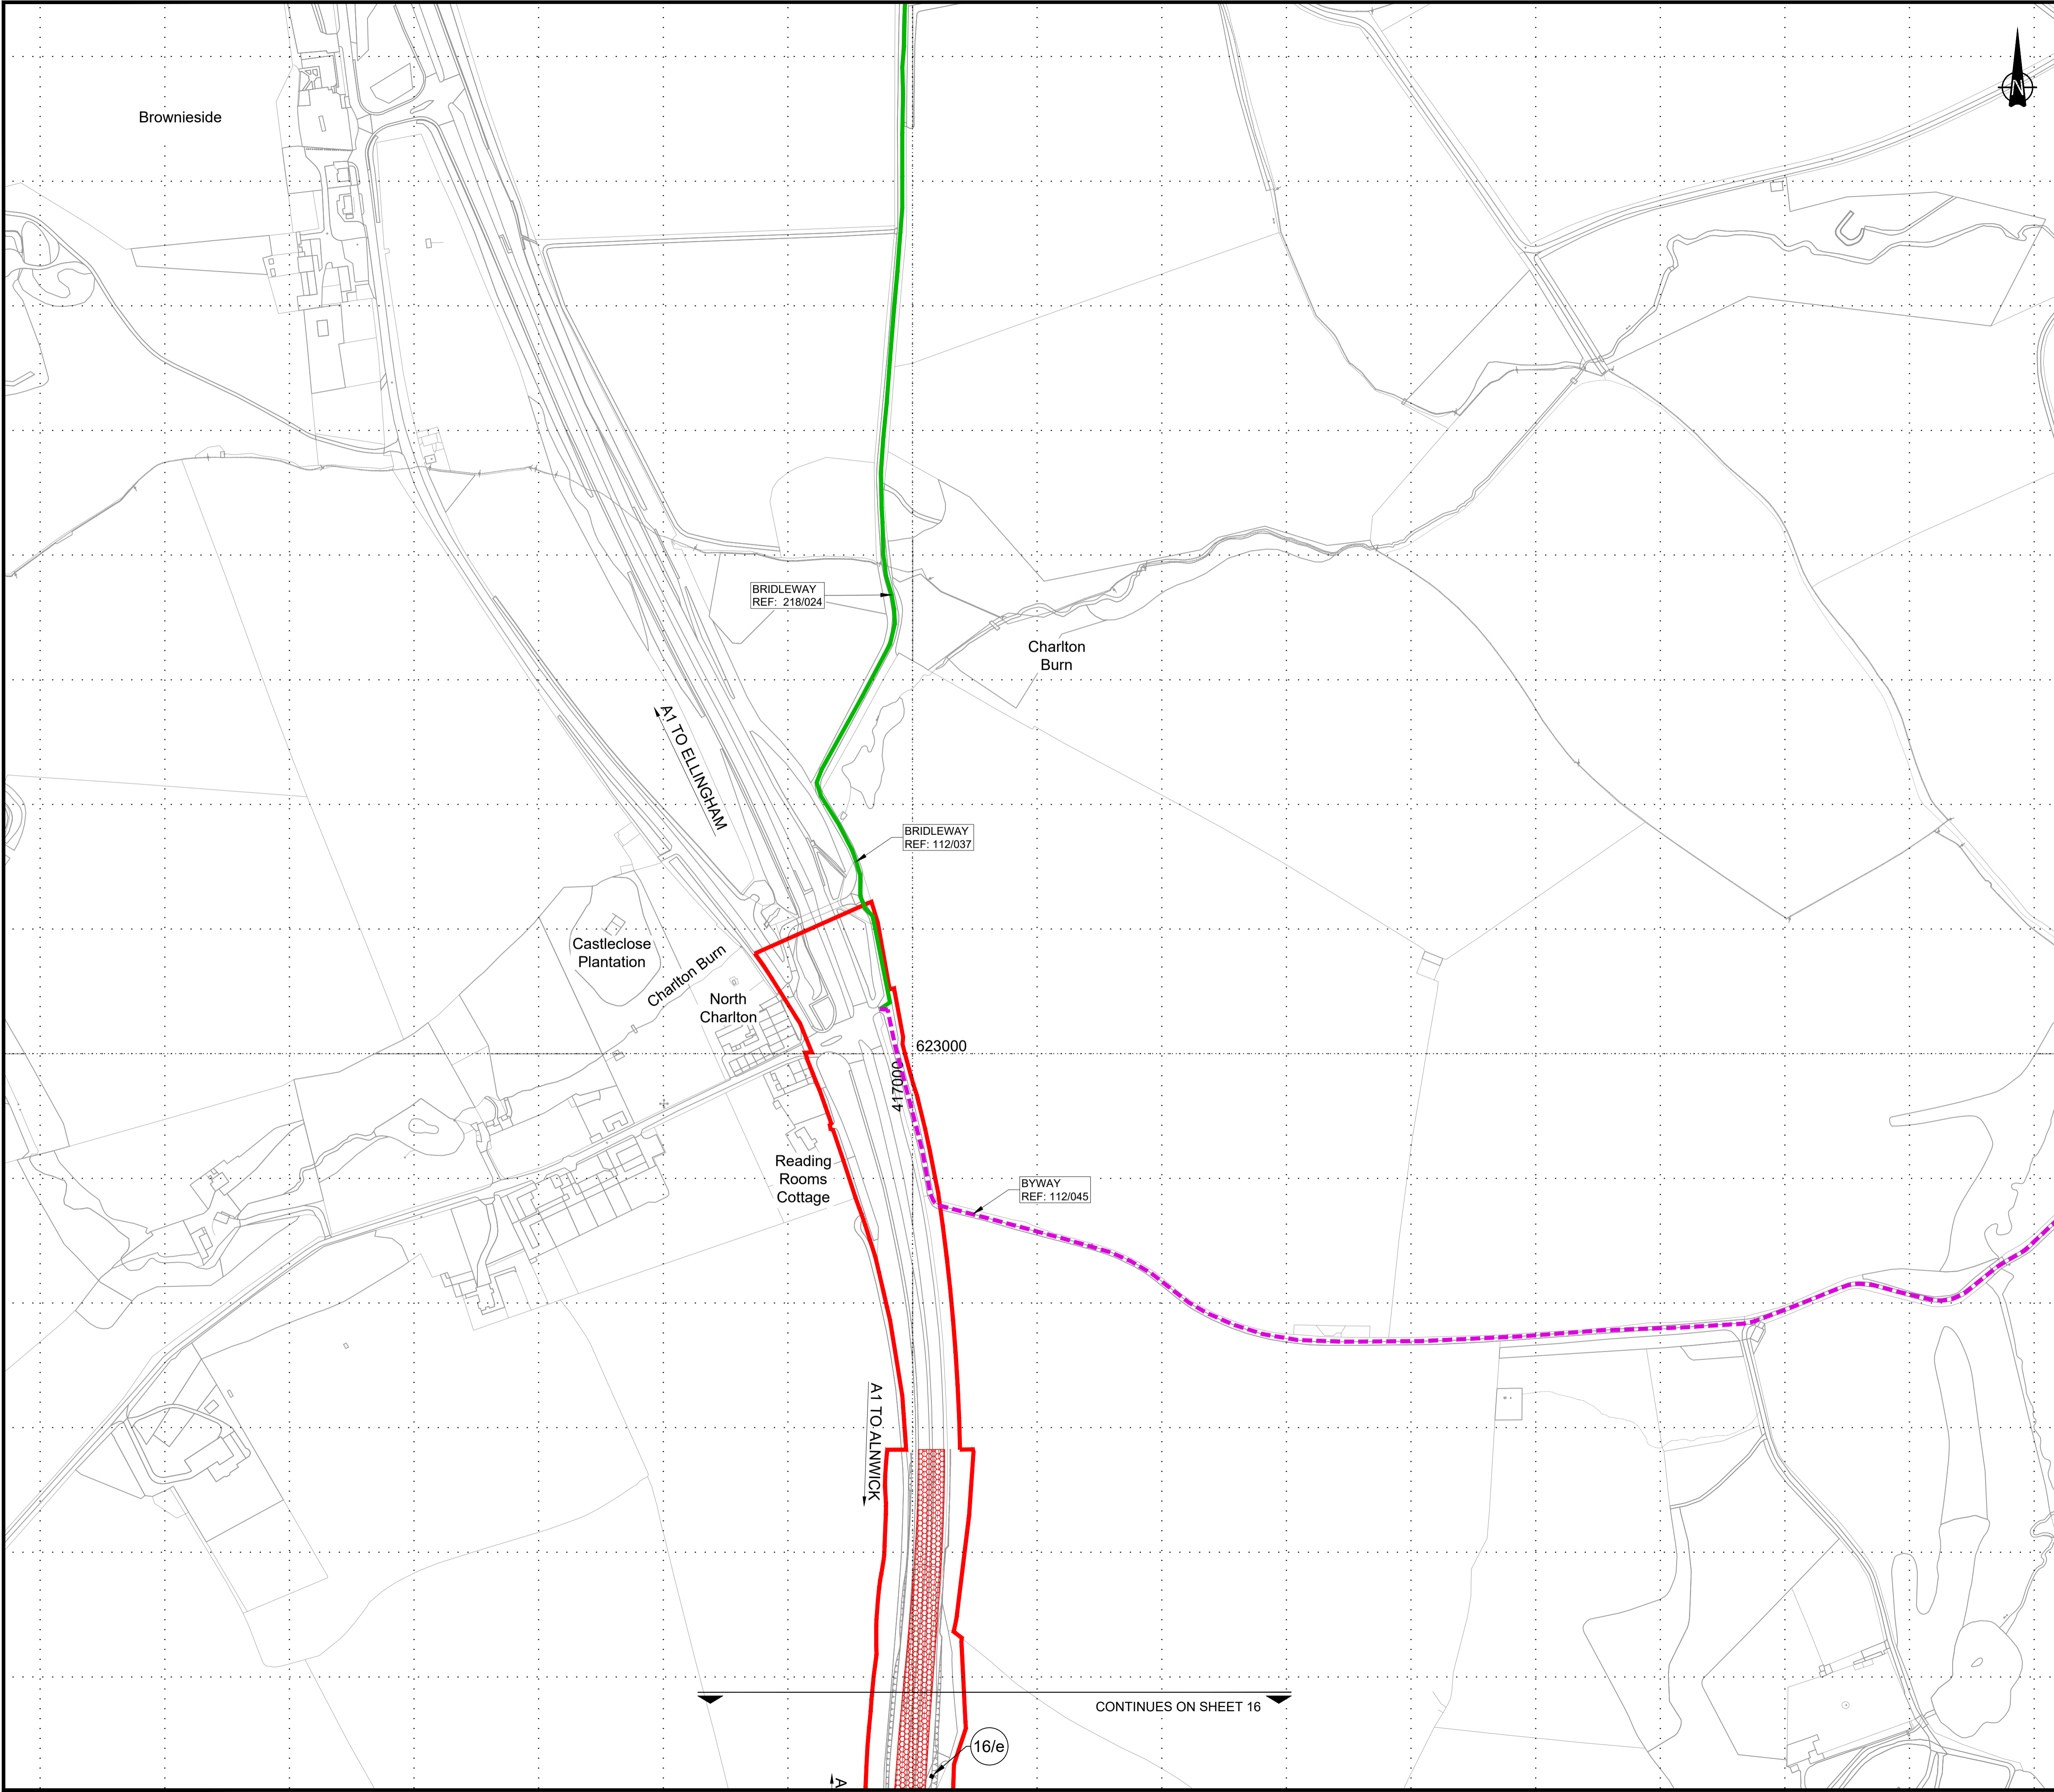 N
Brownieside
BRIDLEWAY
REF: 218/024
Charlton
Burn
A1 TO ELLINGHAM
BRIDLEWAY
REF: 112/037
Castleclose
Plantation
Charlton Burn
North
Charlton
623000
417000
Reading
Rooms
Cottage
BYWAY
REF: 112/045
A1 TO ALNWICK
CONTINUES ON SHEET 16
16/e
A